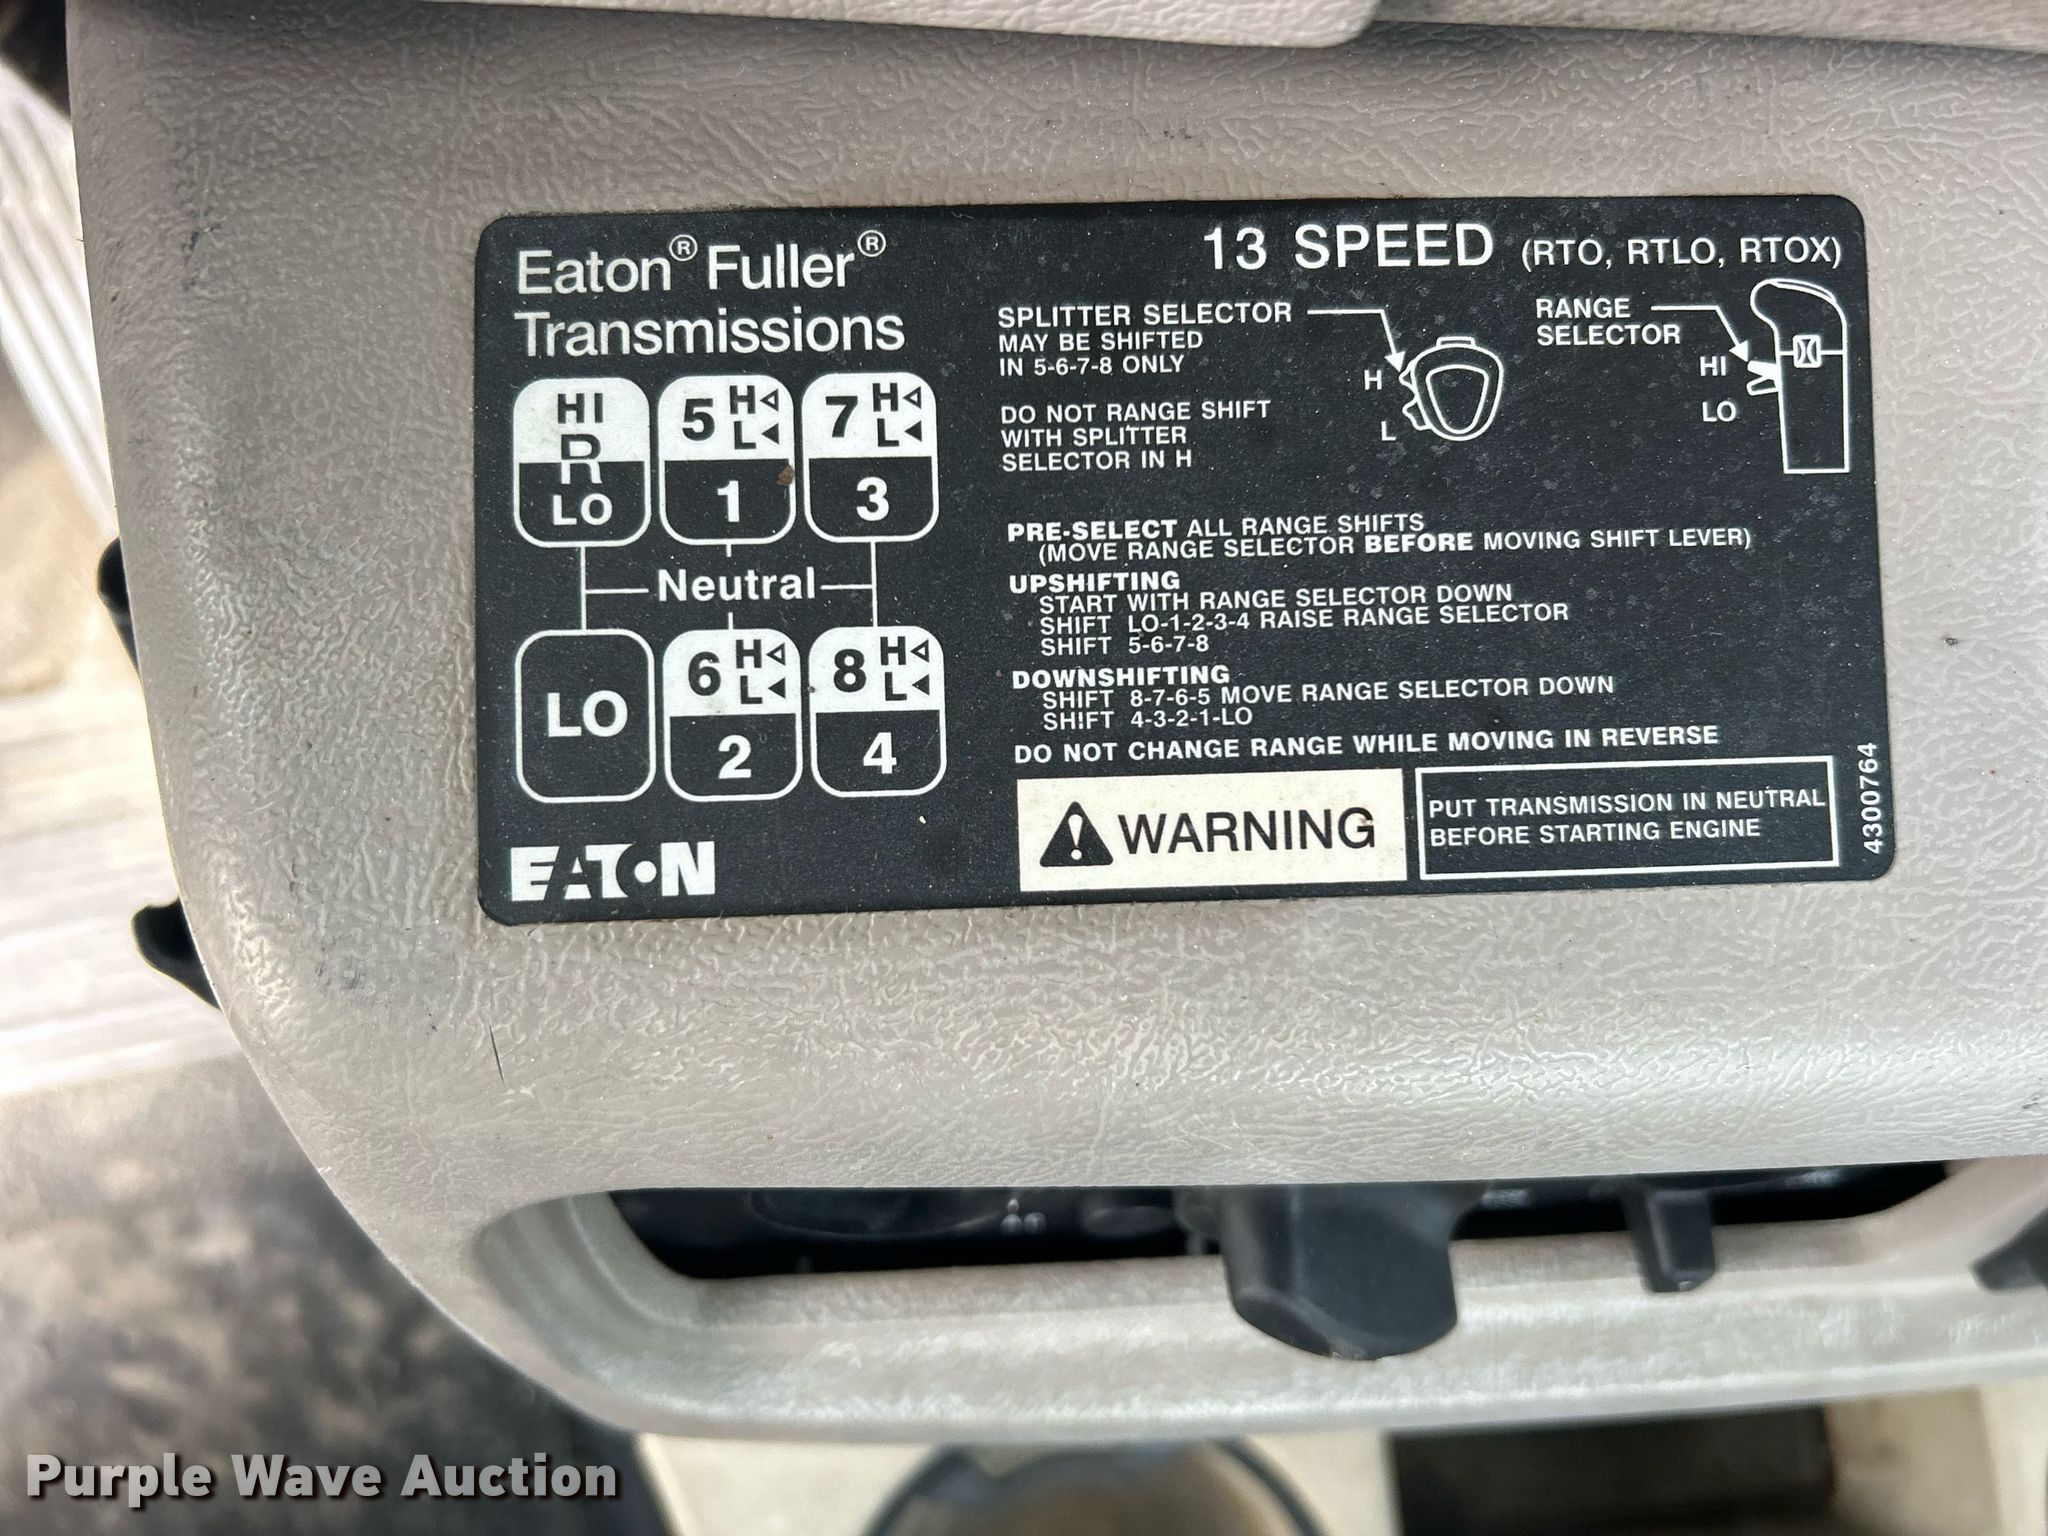 Eaton® Fuller®
Transmissions
HI
R
LO
5 H
L
1
7 H
L
3
Neutral
LO
6 H
L
2
8 H
L
4
EATON
13 SPEED (RTO, RTLO, RTOX)
SPLITTER SELECTOR
MAY BE SHIFTED
IN 5-6-7-8 ONLY
H
L
RANGE
SELECTOR
HI
LO
DO NOT RANGE SHIFT
WITH SPLITTER
SELECTOR IN H
PRE-SELECT ALL RANGE SHIFTS
(MOVE RANGE SELECTOR BEFORE MOVING SHIFT LEVER)
UPSHIFTING
START WITH RANGE SELECTOR DOWN
SHIFT LO-1-2-3-4 RAISE RANGE SELECTOR
SHIFT 5-6-7-8
DOWNSHIFTING
SHIFT 8-7-6-5 MOVE RANGE SELECTOR DOWN
SHIFT 4-3-2-1-LO
DO NOT CHANGE RANGE WHILE MOVING IN REVERSE
WARNING
PUT TRANSMISSION IN NEUTRAL
BEFORE STARTING ENGINE
4300764
Purple Wave Auction